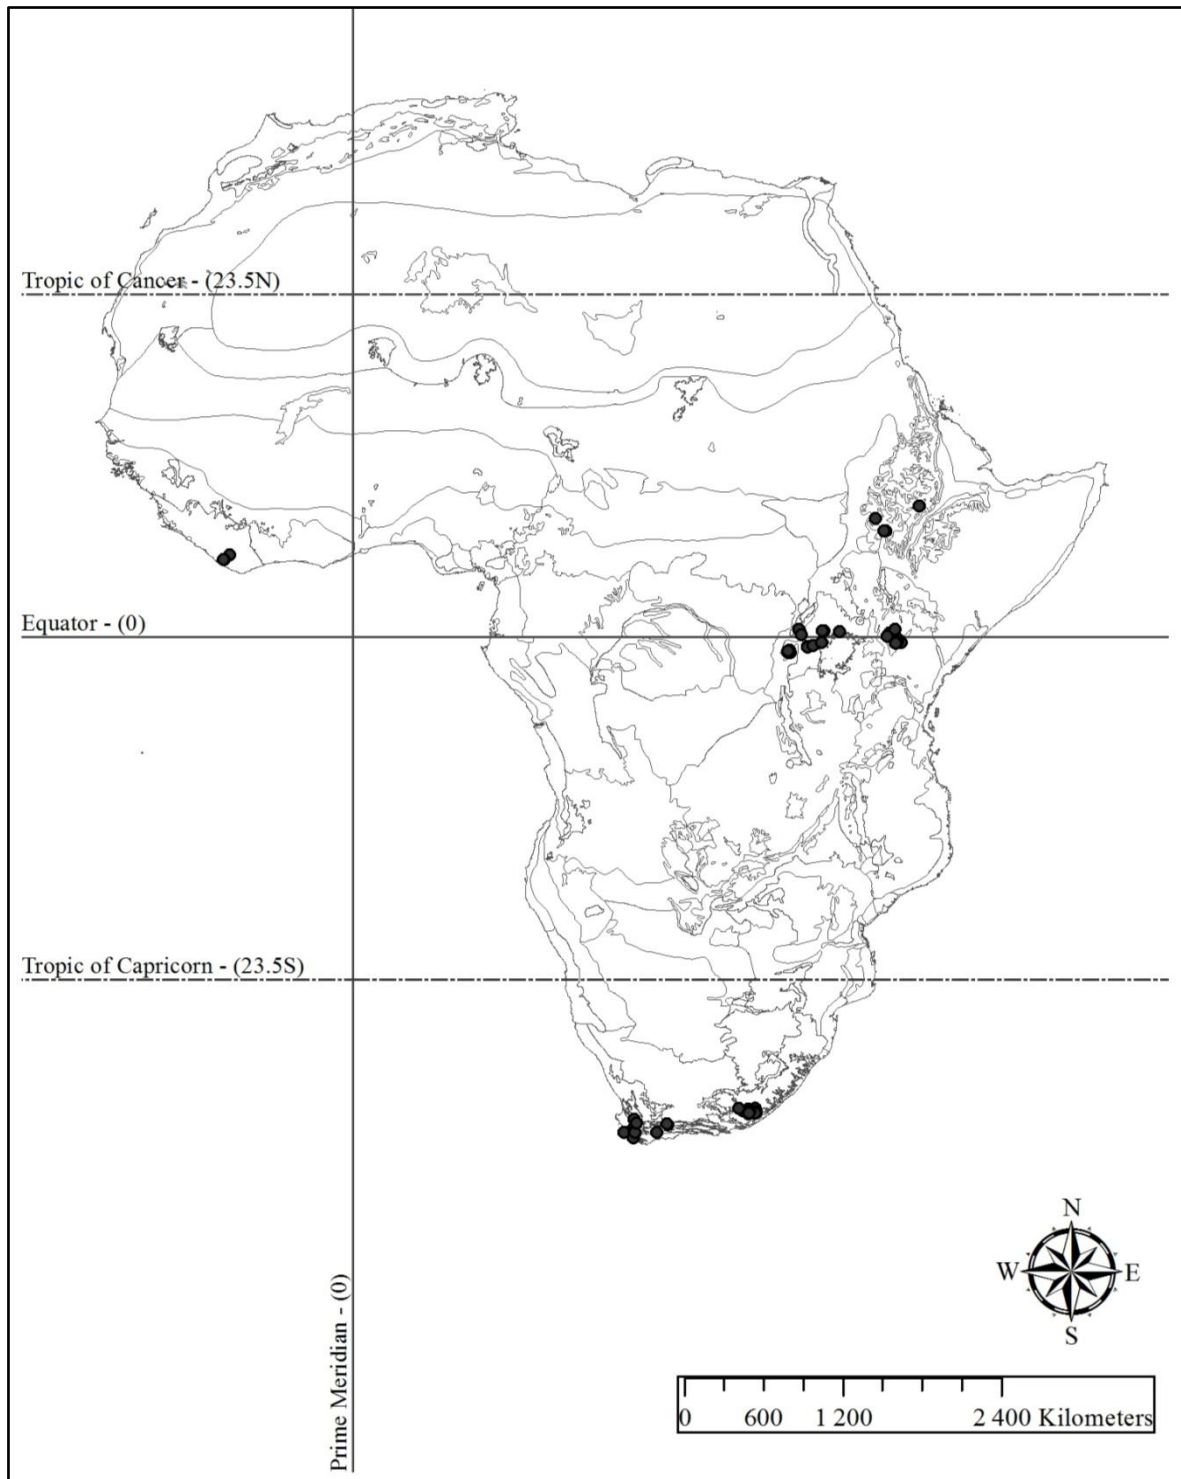 Tropic of Cancer - (23.5N)
Equator - (0)
Tropic of Capricorn - (23.5S)
Prime Meridian - (0)
N
W
E
S
0 600 1 200 2 400 Kilometers